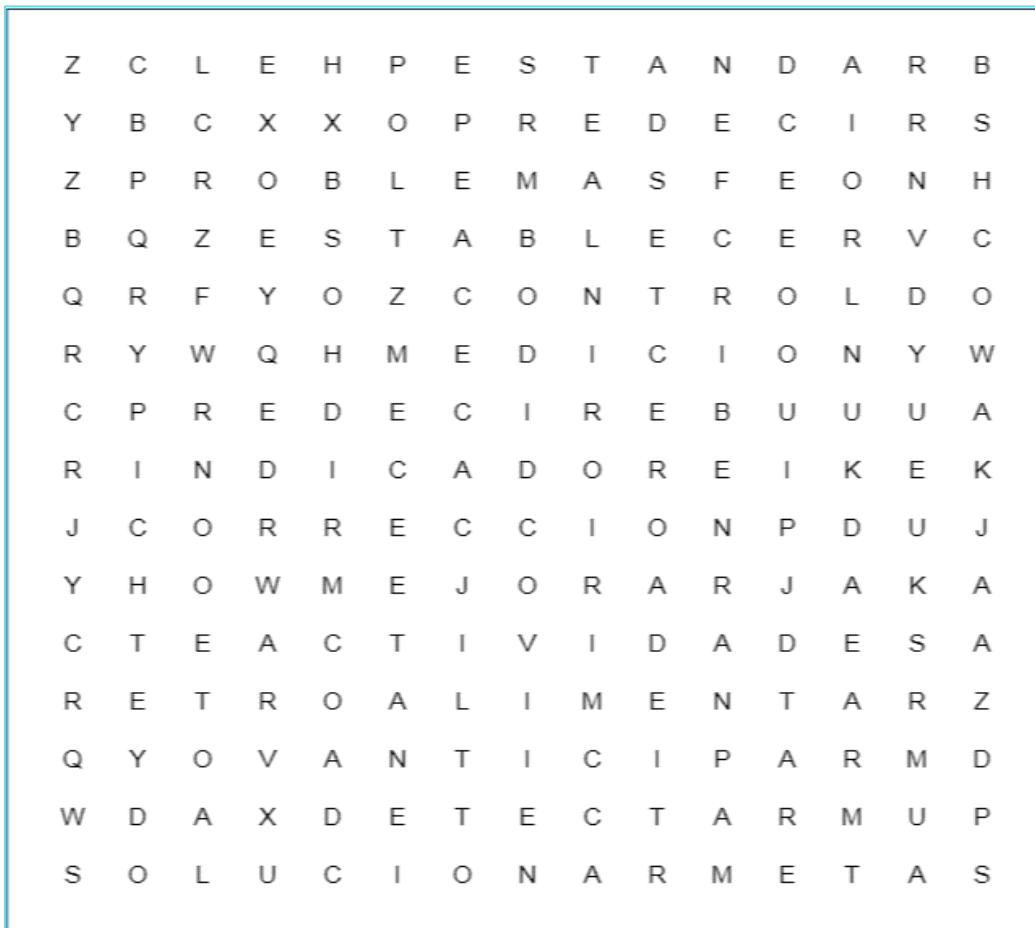 Z C L E H P E S T A N D A R B
Y B C X X O P R E D E C I R S
Z P R O B L E M A S F E O N H
B Q Z E S T A B L E C E R V C
Q R F Y O Z C O N T R O L D O
R Y W Q H M E D I C I O N Y W
C P R E D E C I R E B U U U A
R I N D I C A D O R E I K E K
J C O R R E C C I O N P D U J
Y H O W M E J O R A R J A K A
C T E A C T I V I D A D E S A
R E T R O A L I M E N T A R Z
Q Y O V A N T I C I P A R M D
W D A X D E T E C T A R M U P
S O L U C I O N A R M E T A S